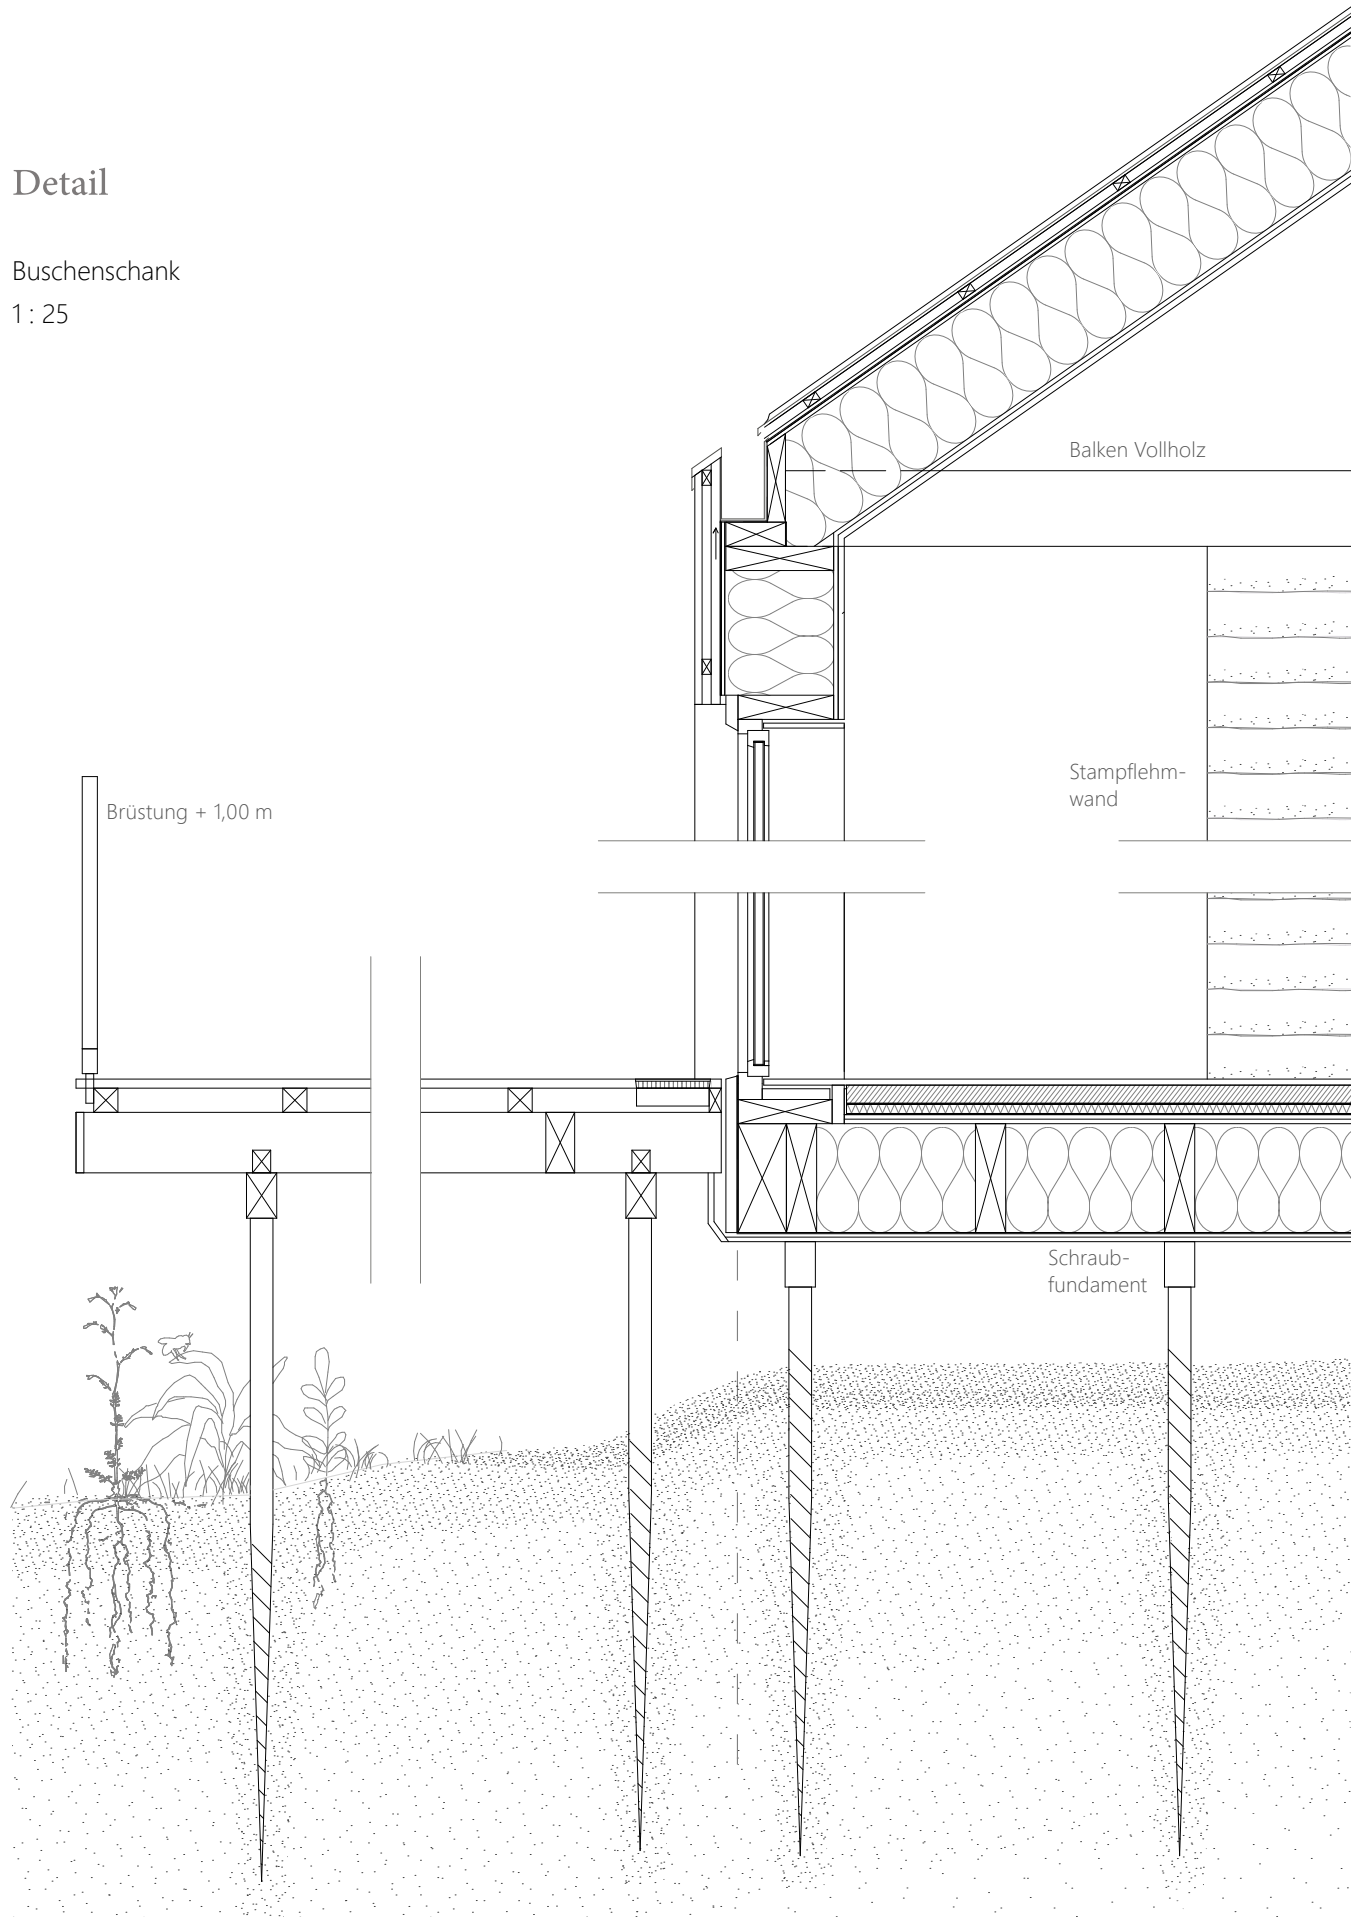 Detail
Buschenschank
1 : 25
Balken Vollholz
Stampflehm-
wand
Brüstung + 1,00 m
Schraub-
fundament